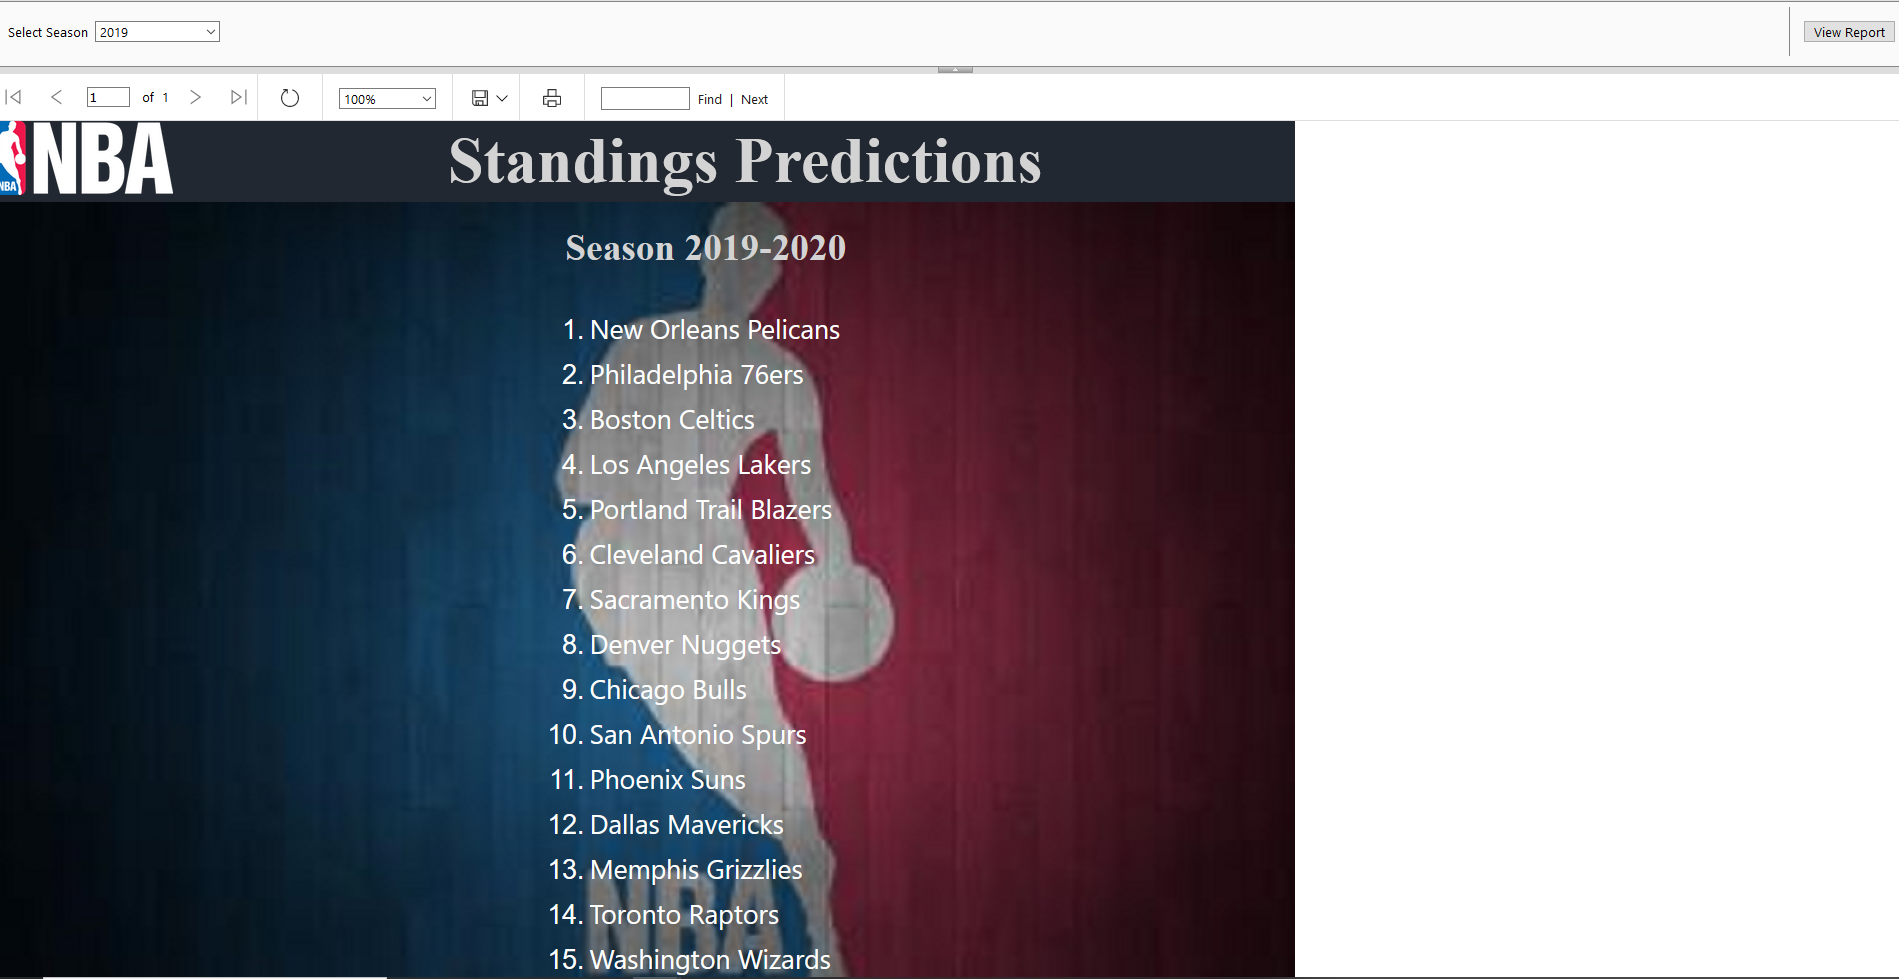 Select Season 2019 View Report
1 of 1 100% Find | Next
NBA NBA Standings Predictions
Season 2019-2020
1. New Orleans Pelicans
2. Philadelphia 76ers
3. Boston Celtics
4. Los Angeles Lakers
5. Portland Trail Blazers
6. Cleveland Cavaliers
7. Sacramento Kings
8. Denver Nuggets
9. Chicago Bulls
10. San Antonio Spurs
11. Phoenix Suns
12. Dallas Mavericks
13. Memphis Grizzlies
14. Toronto Raptors
15. Washington Wizards
NBA